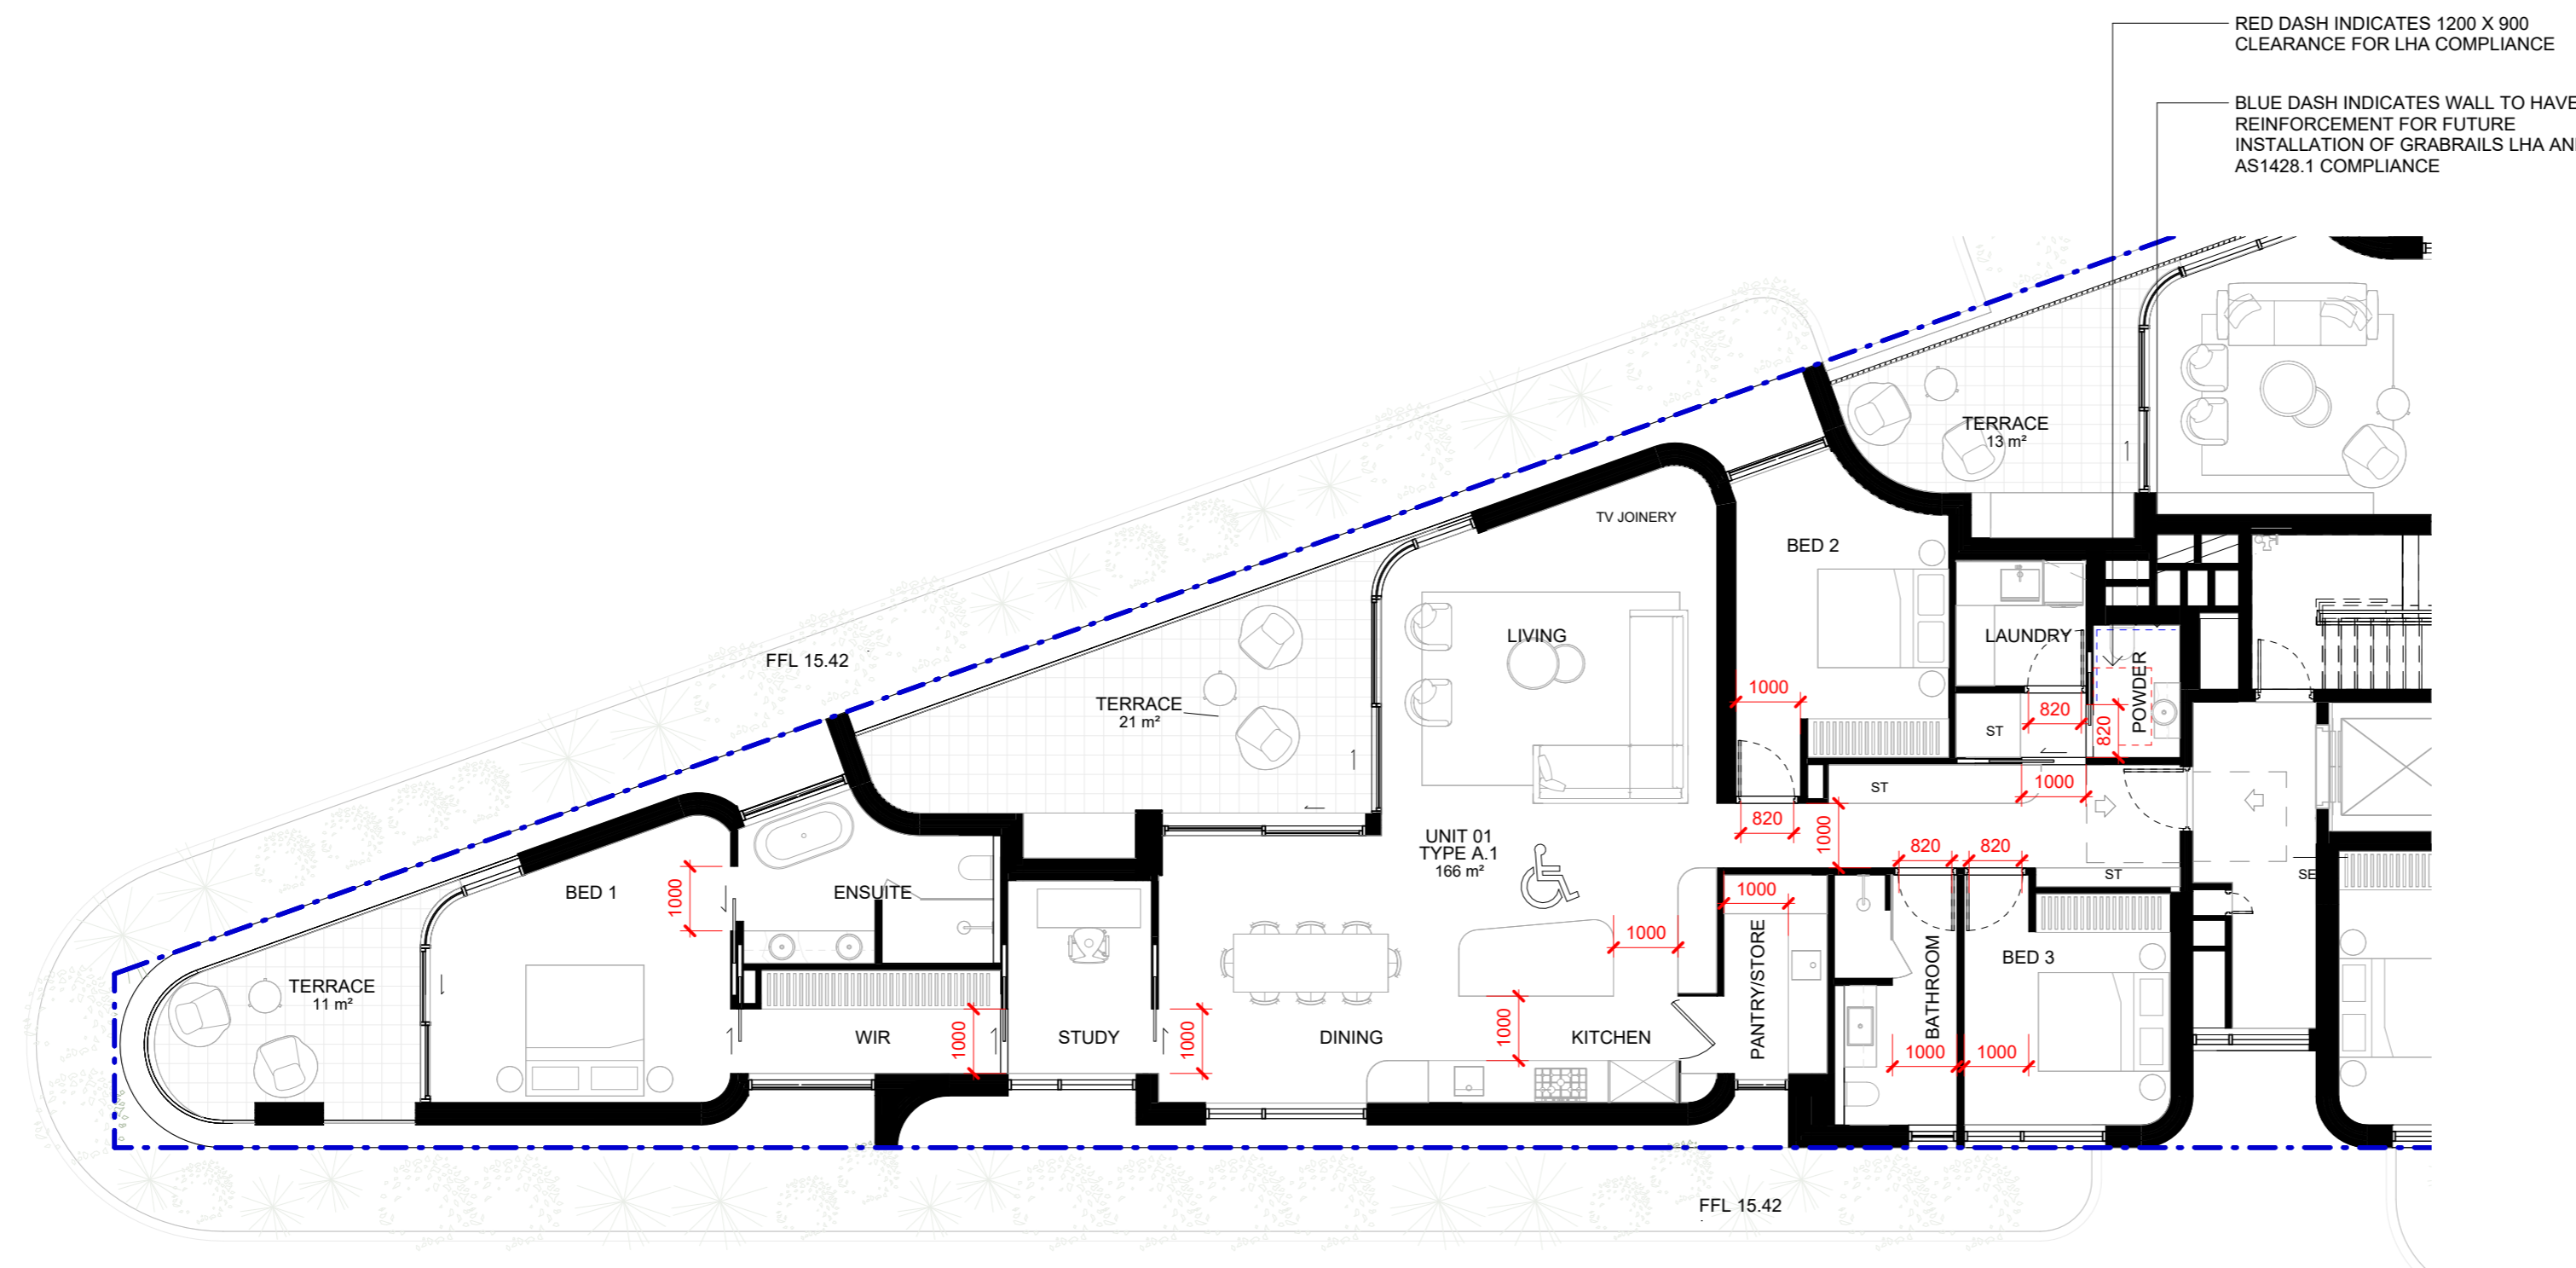 RED DASH INDICATES 1200 X 900
CLEARANCE FOR LHA COMPLIANCE
BLUE DASH INDICATES WALL TO HAVE
REINFORCEMENT FOR FUTURE
INSTALLATION OF GRABRAILS LHA AN
AS1428.1 COMPLIANCE
TERRACE
13 m²
TV JOINERY
BED 2
LIVING
LAUNDRY
POWDER
FFL 15.42
TERRACE
21 m²
1000
820
ST
820
1000
ST
820
1000
820
820
UNIT 01
TYPE A.1
166 m²
BED 1
1000
ENSUITE
1000
ST
SE
1000
PANTRY/STORE
BATHROOM
BED 3
TERRACE
11 m²
WIR
1000
STUDY
1000
DINING
1000
KITCHEN
1000
1000
FFL 15.42